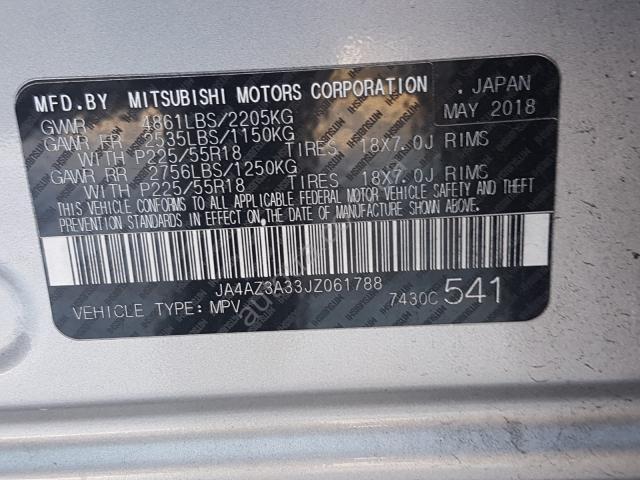 MFD.BY MITSUBISHI MOTORS CORPORATION . JAPAN
GVWR 4861LBS/2205KG MAY 2018
GAWR FR 2535LBS/1150KG
WITH P225/55R18 TIRES 18X7.0J RIMS
GAWR RR 2756LBS/1250KG
WITH P225/55R18 TIRES 18X7.0J RIMS
THIS VEHICLE CONFORMS TO ALL APPLICABLE FEDERAL MOTOR VEHICLE SAFETY AND THEFT
PREVENTION STANDARDS IN EFFECT ON THE DATE OF MANUFACTURE SHOWN ABOVE.
JA4AZ3A33JZ061788
VEHICLE TYPE: MPV 7430C 541